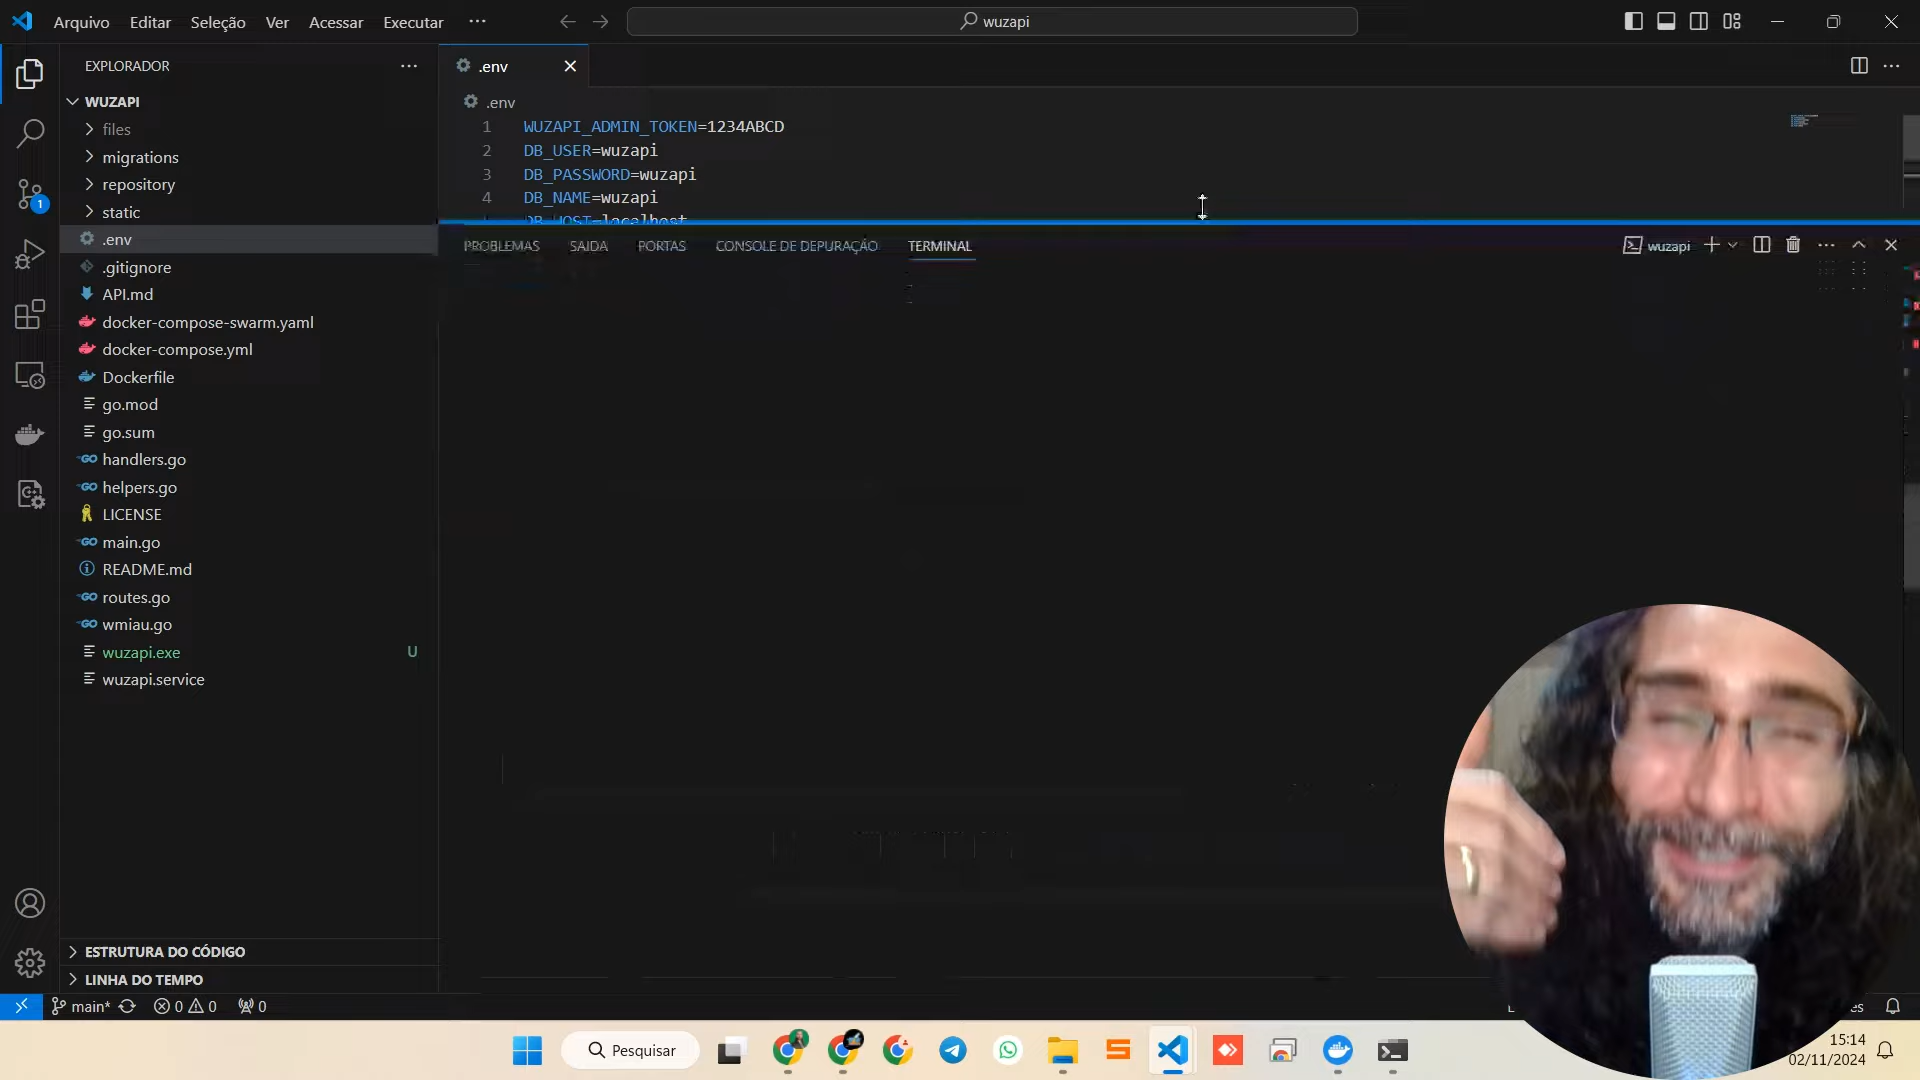 Arquivo Editar Seleção Ver Acessar Executar ···
wuzapi
EXPLORADOR
.env
WUZAPI
.env
files
1 WUZAPI_ADMIN_TOKEN=1234ABCD
migrations
2 DB_USER=wuzapi
repository
3 DB_PASSWORD=wuzapi
static
4 DB_NAME=wuzapi
DB_HOST=localhost
.env
PROBLEMAS SAÍDA PORTAS CONSOLE DE DEPURAÇÃO TERMINAL
wuzapi
.gitignore
API.md
docker-compose-swarm.yaml
docker-compose.yml
Dockerfile
go.mod
go.sum
handlers.go
helpers.go
LICENSE
main.go
README.md
routes.go
wmiau.go
wuzapi.exe U
wuzapi.service
1
ESTRUTURA DO CÓDIGO
LINHA DO TEMPO
main* 0 0 0
Pesquisar
15:14
02/11/2024